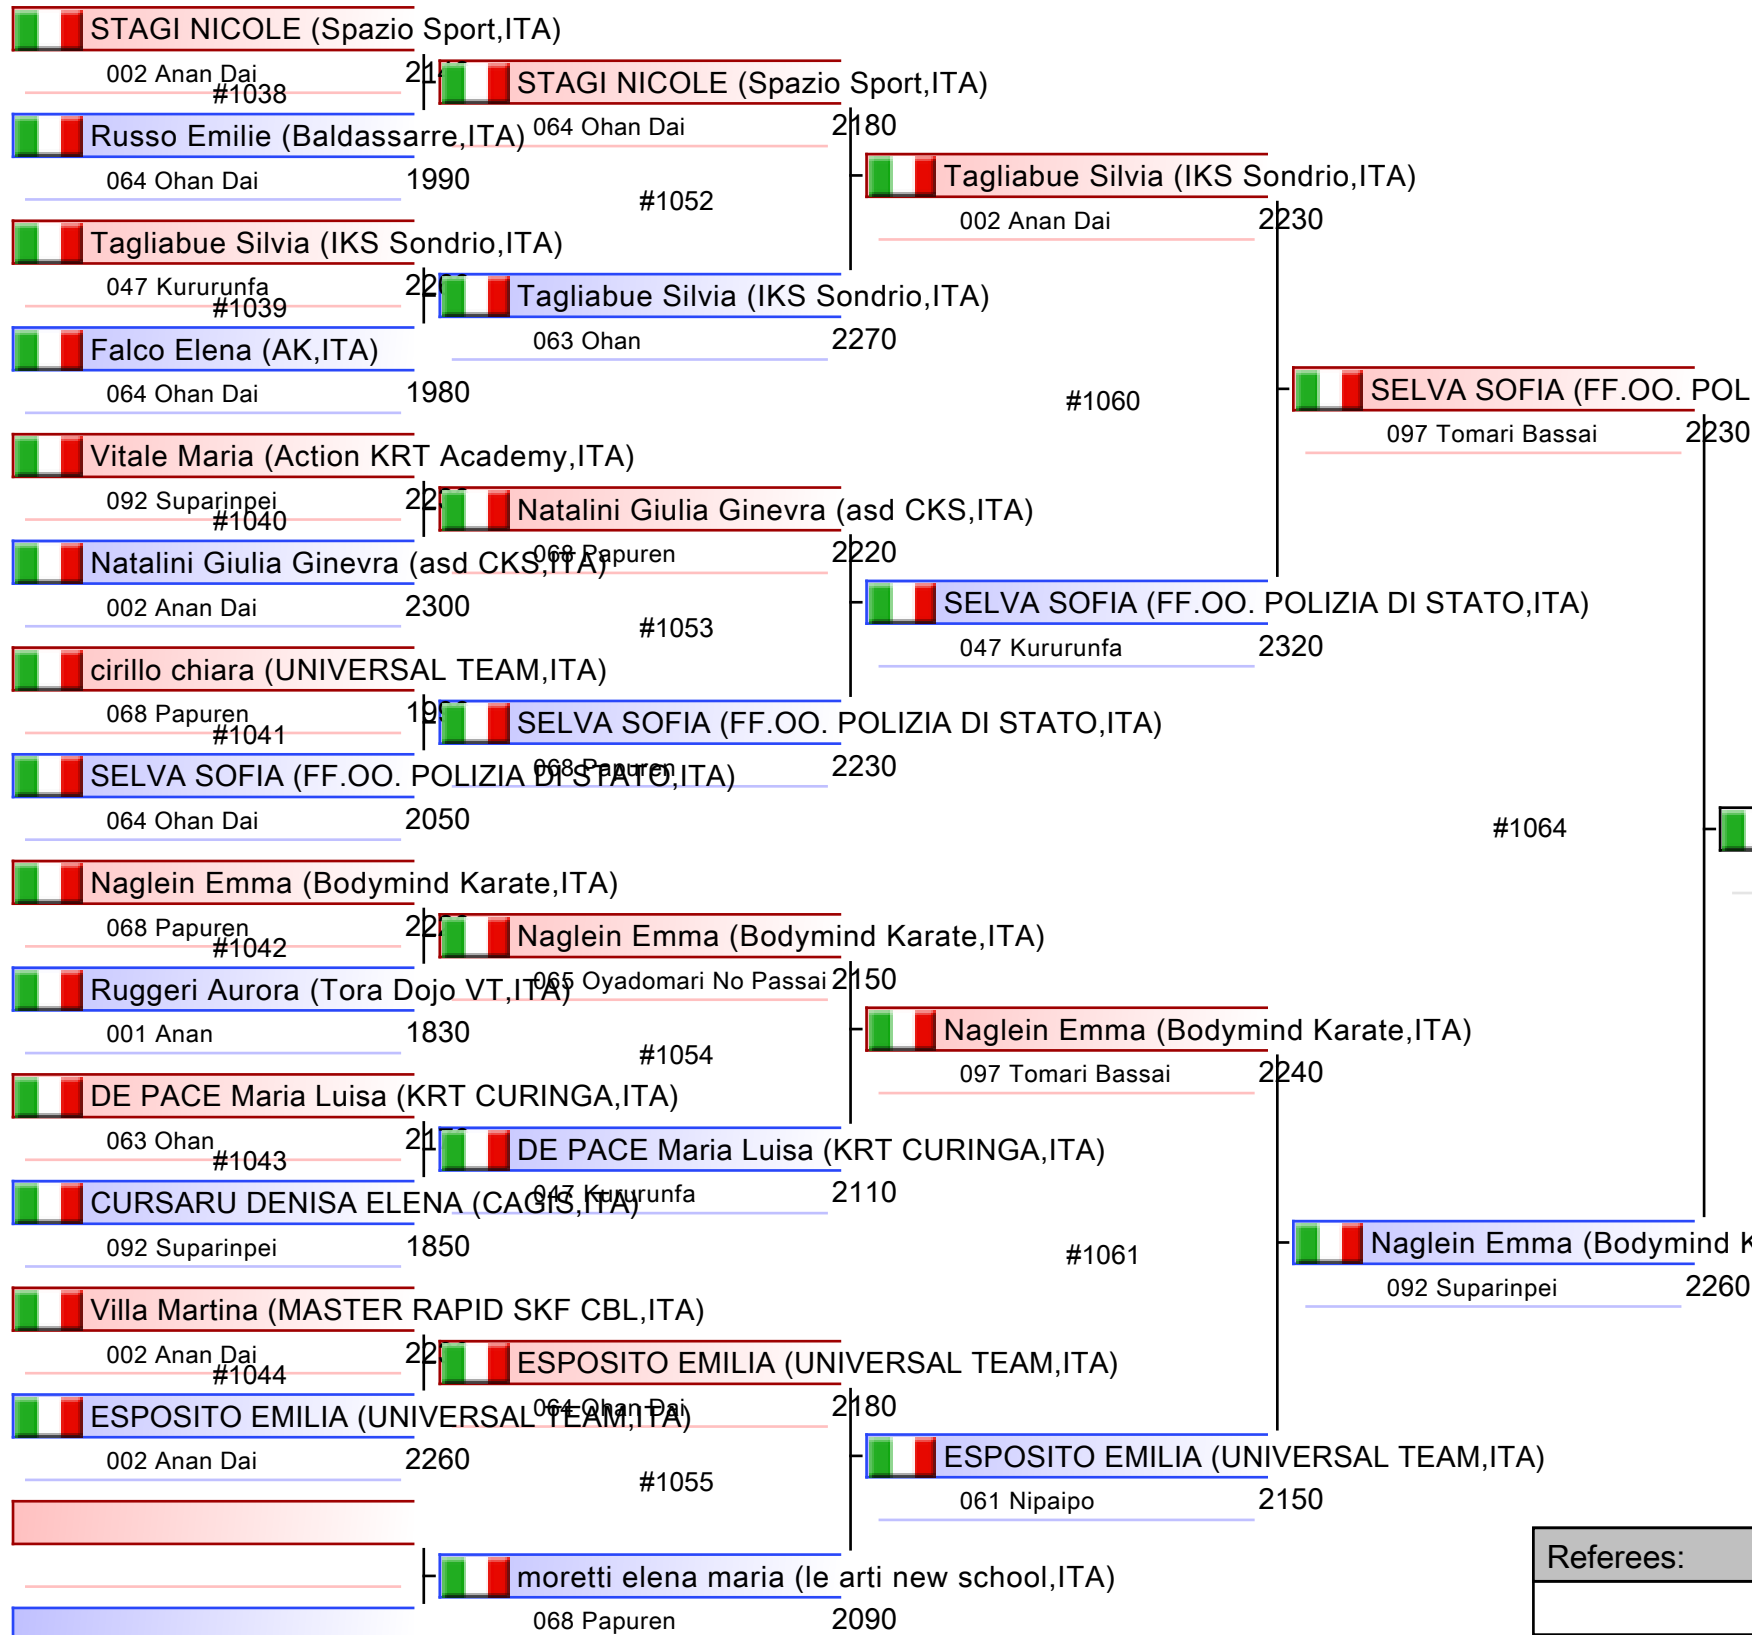 STAGI NICOLE (Spazio Sport,ITA)
002 Anan Dai
#1038
Russo Emilie (Baldassarre,ITA)
064 Ohan Dai 1990
Tagliabue Silvia (IKS Sondrio,ITA)
047 Kururunfa
#1039
Falco Elena (AK,ITA)
064 Ohan Dai 1980
Vitale Maria (Action KRT Academy,ITA)
092 Suparinpei
#1040
Natalini Giulia Ginevra (asd CKS,ITA)
002 Anan Dai 2300
cirillo chiara (UNIVERSAL TEAM,ITA)
068 Papuren
#1041
SELVA SOFIA (FF.OO. POLIZIA DI STATO,ITA)
064 Ohan Dai 2050
Naglein Emma (Bodymind Karate,ITA)
068 Papuren
#1042
Ruggeri Aurora (Tora Dojo VT,ITA)
001 Anan 1830
DE PACE Maria Luisa (KRT CURINGA,ITA)
063 Ohan
#1043
CURSARU DENISA ELENA (CAGIS,ITA)
092 Suparinpei 1850
Villa Martina (MASTER RAPID SKF CBL,ITA)
002 Anan Dai
#1044
ESPOSITO EMILIA (UNIVERSAL TEAM,ITA)
002 Anan Dai 2260
STAGI NICOLE (Spazio Sport,ITA)
064 Ohan Dai 2180
#1052
Tagliabue Silvia (IKS Sondrio,ITA)
063 Ohan 2270
Natalini Giulia Ginevra (asd CKS,ITA)
068 Papuren 2220
#1053
SELVA SOFIA (FF.OO. POLIZIA DI STATO,ITA)
068 Papuren 2230
Naglein Emma (Bodymind Karate,ITA)
065 Oyadomari No Passai 2150
#1054
DE PACE Maria Luisa (KRT CURINGA,ITA)
047 Kururunfa 2110
ESPOSITO EMILIA (UNIVERSAL TEAM,ITA)
064 Ohan Dai 2180
#1055
moretti elena maria (le arti new school,ITA)
068 Papuren 2090
Tagliabue Silvia (IKS Sondrio,ITA)
002 Anan Dai 2230
#1060
SELVA SOFIA (FF.OO. POLIZIA DI STATO,ITA)
047 Kururunfa 2320
Naglein Emma (Bodymind Karate,ITA)
097 Tomari Bassai 2240
#1061
ESPOSITO EMILIA (UNIVERSAL TEAM,ITA)
061 Nipaipo 2150
SELVA SOFIA (FF.OO. POL
097 Tomari Bassai 2230
#1064
Naglein Emma (Bodymind
092 Suparinpei 2260
Referees: